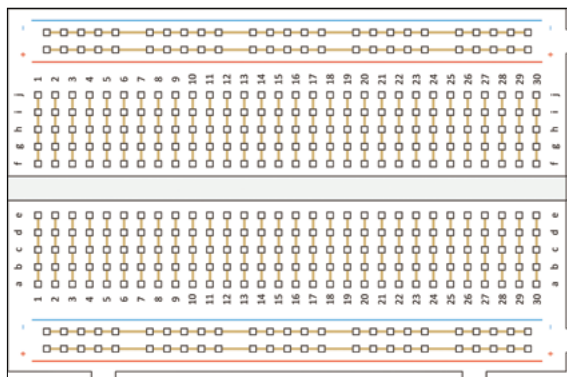 - -
+ +
1 2 3 4 5 6 7 8 9 10 11 12 13 14 15 16 17 18 19 20 21 22 23 24 25 26 27 28 29 30
j j
i i
h h
g g
f f
e e
d d
c c
b b
a a
1 2 3 4 5 6 7 8 9 10 11 12 13 14 15 16 17 18 19 20 21 22 23 24 25 26 27 28 29 30
- -
+ +